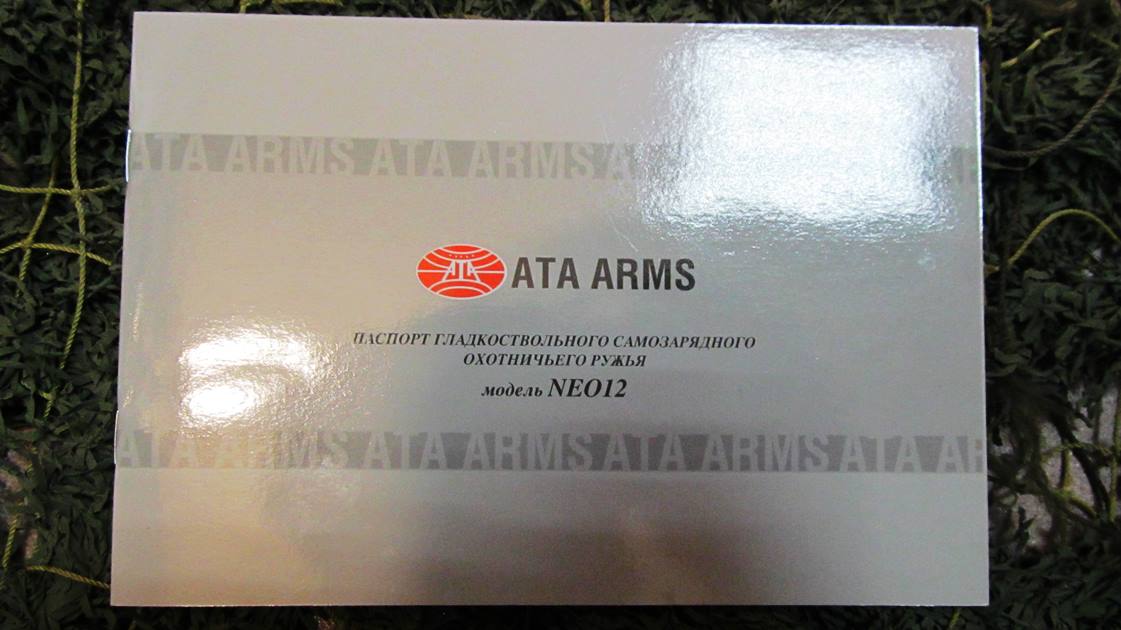 ATA ARMS ATA ARMS A
ATA ATA ARMS
ПАСПОРТ ГЛАДКОСТВОЛЬНОГО САМОЗАРЯДНОГО
ОХОТНИЧЬЕГО РУЖЬЯ
модель NEO12
ATA ARMS ATA ARMS ATA ARMS ATA AR